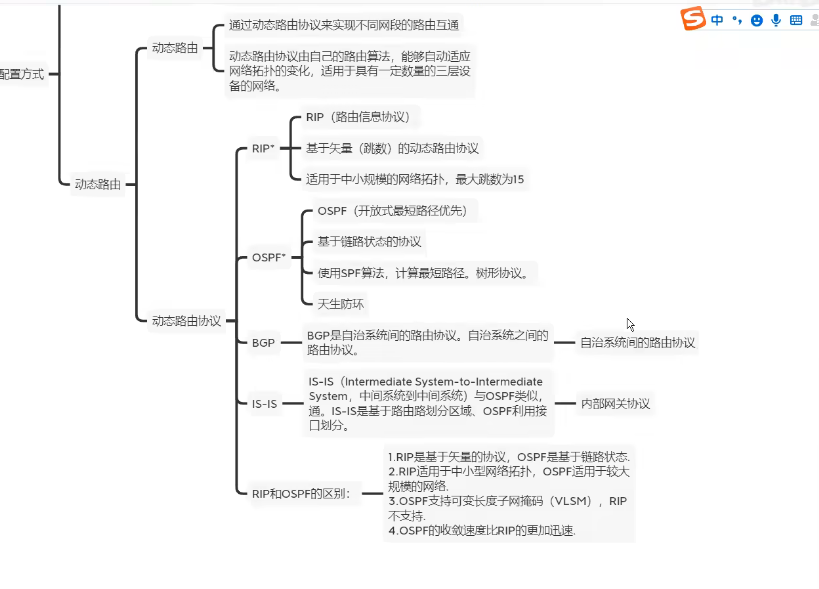 中
通过动态路由协议来实现不同网段的路由互通
动态路由
动态路由协议由自己的路由算法，能够自动适应
网络拓扑的变化，适用于具有一定数量的三层设
备的网络。
配置方式
动态路由
RIP（路由信息协议）
RIP*
基于矢量（跳数）的动态路由协议
适用于中小规模的网络拓扑，最大跳数为15
OSPF（开放式最短路径优先）
基于链路状态的协议
OSPF*
使用SPF算法，计算最短路径。树形协议。
天生防环
动态路由协议
BGP
BGP是自治系统间的路由协议。自治系统之间的
路由协议。
自治系统间的路由协议
IS-IS（Intermediate System-to-Intermediate
System，中间系统到中间系统）与OSPF类似，
通。IS-IS是基于路由路划分区域、OSPF利用接
口划分。
IS-IS
内部网关协议
RIP和OSPF的区别：
1.RIP是基于矢量的协议，OSPF是基于链路状态.
2.RIP适用于中小型网络拓扑，OSPF适用于较大
规模的网络.
3.OSPF支持可变长度子网掩码（VLSM），RIP
不支持.
4.OSPF的收敛速度比RIP的更加迅速.